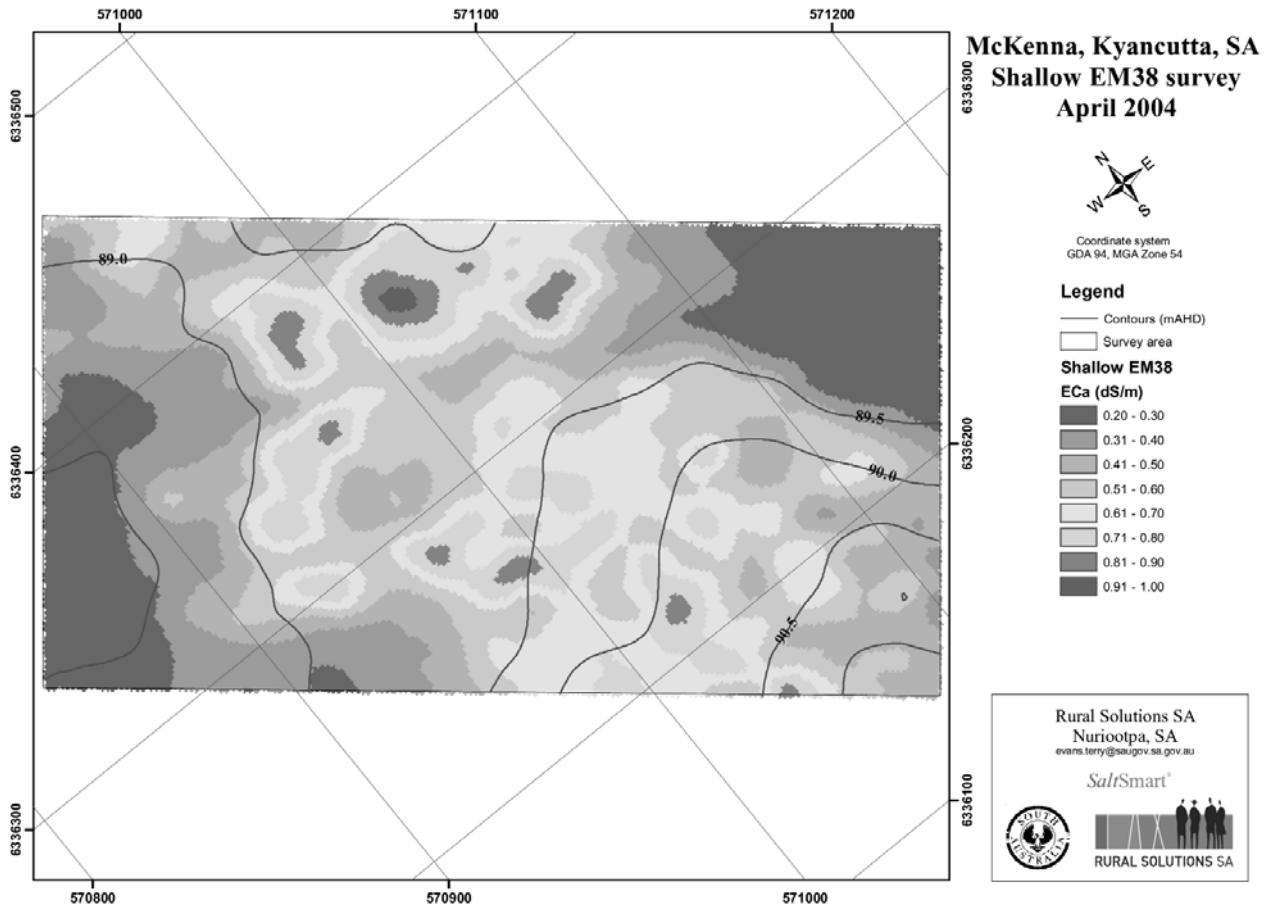 571000
571100
571200
6336500
6336400
6336300
6336300
6336200
6336100
570800
570900
571000
89.0
89.5
90.0
90.5
McKenna, Kyancutta, SA
Shallow EM38 survey
April 2004
N
E
W
S
Coordinate system
GDA 94, MGA Zone 54
Legend
Contours (mAHD)
Survey area
Shallow EM38
ECa (dS/m)
0.20 - 0.30
0.31 - 0.40
0.41 - 0.50
0.51 - 0.60
0.61 - 0.70
0.71 - 0.80
0.81 - 0.90
0.91 - 1.00
Rural Solutions SA
Nuriootpa, SA
evans.terry@saugov.sa.gov.au
SaltSmart®
SOUTH AUSTRALIA
RURAL SOLUTIONS SA